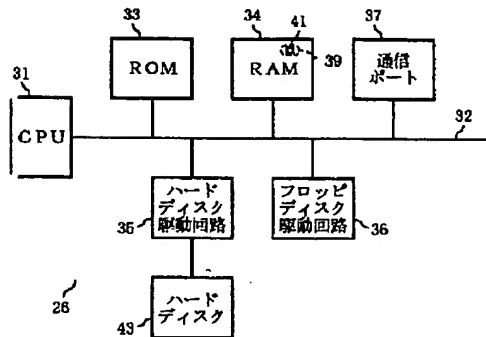 33
34
41
37
39
31
ROM
RAM
通信
ポート
CPU
32
ハード
ディスク
駆動回路
35
フロッピ
ディスク
駆動回路
36
26
ハード
ディスク
43